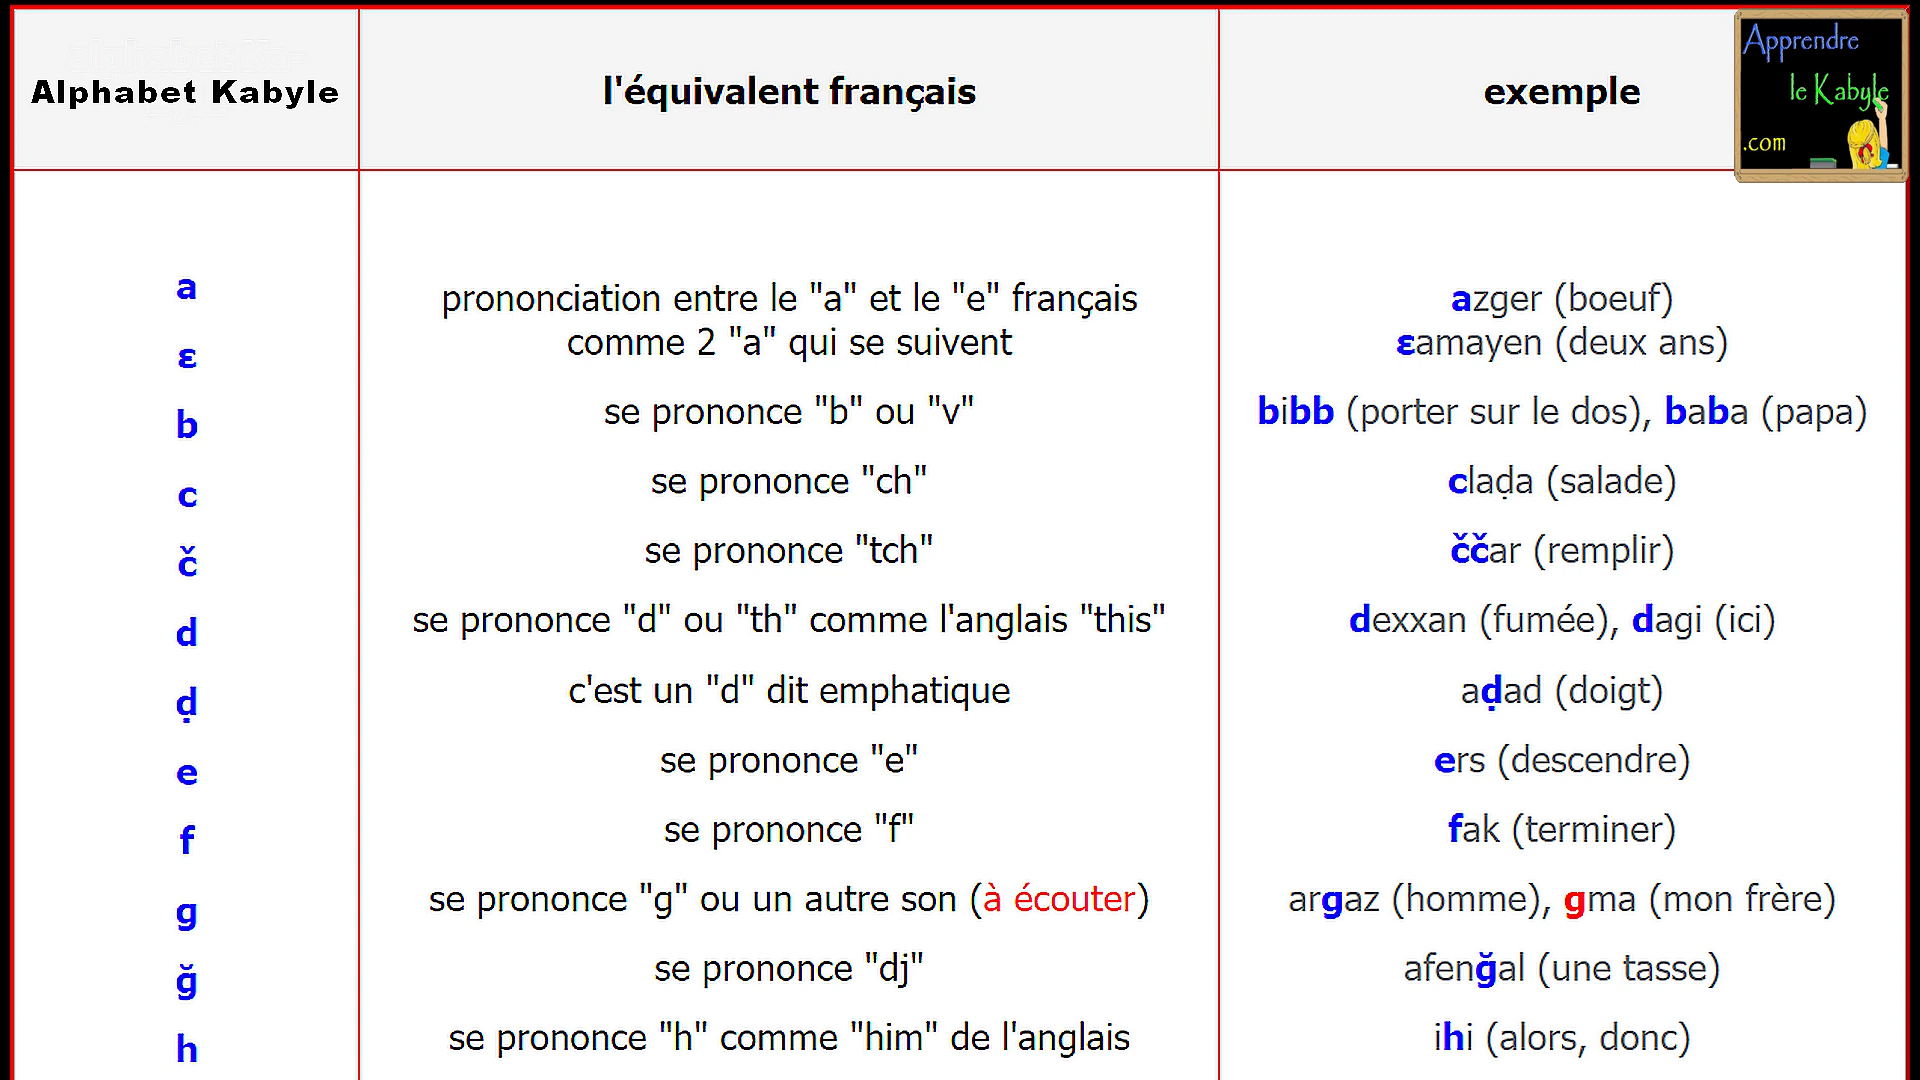 Alphabet Kabyle l'équivalent français exemple
Apprendre
le Kabyle
.com
a prononciation entre le "a" et le "e" français azger (boeuf)
ɛ comme 2 "a" qui se suivent ɛamayen (deux ans)
b se prononce "b" ou "v" bibb (porter sur le dos), baba (papa)
c se prononce "ch" claḍa (salade)
č se prononce "tch" ččar (remplir)
d se prononce "d" ou "th" comme l'anglais "this" dexxan (fumée), dagi (ici)
ḍ c'est un "d" dit emphatique aḍad (doigt)
e se prononce "e" ers (descendre)
f se prononce "f" fak (terminer)
g se prononce "g" ou un autre son (à écouter) argaz (homme), gma (mon frère)
ğ se prononce "dj" afenğal (une tasse)
h se prononce "h" comme "him" de l'anglais ihi (alors, donc)